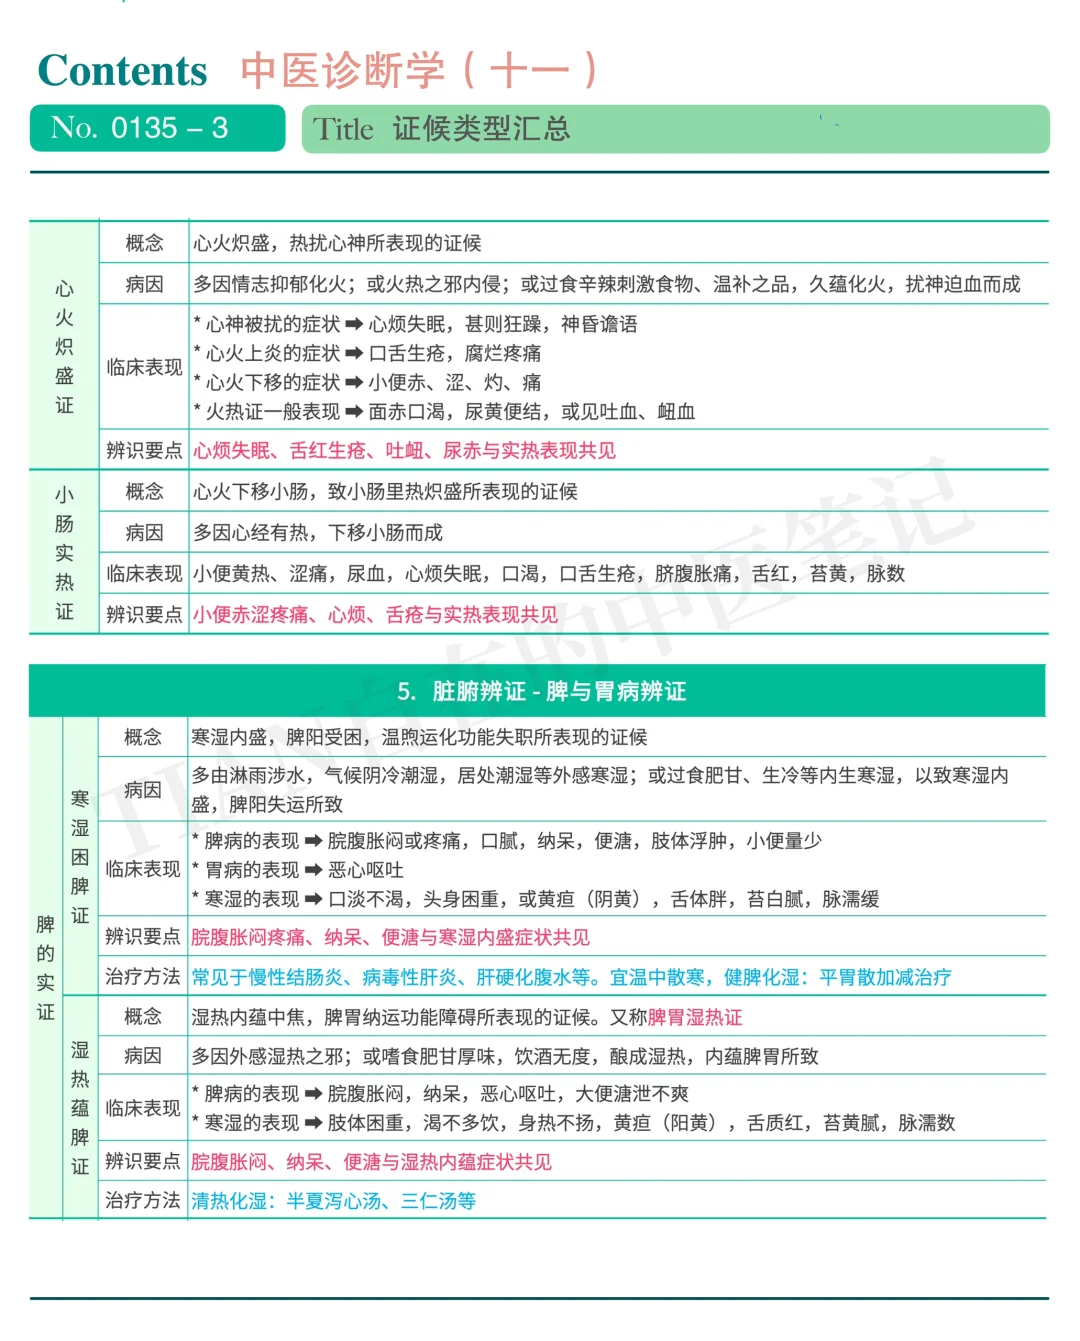 Contents 中医诊断学（十一）
No. 0135 – 3
Title 证候类型汇总
心火炽盛证
概念 心火炽盛，热扰心神所表现的证候
病因 多因情志抑郁化火；或火热之邪内侵；或过食辛辣刺激食物、温补之品，久蕴化火，扰神迫血而成
临床表现
* 心神被扰的症状 ➡ 心烦失眠，甚则狂躁，神昏谵语
* 心火上炎的症状 ➡ 口舌生疮，腐烂疼痛
* 心火下移的症状 ➡ 小便赤、涩、灼、痛
* 火热证一般表现 ➡ 面赤口渴，尿黄便结，或见吐血、衄血
辨识要点 心烦失眠、舌红生疮、吐衄、尿赤与实热表现共见
小肠实热证
概念 心火下移小肠，致小肠里热炽盛所表现的证候
病因 多因心经有热，下移小肠而成
临床表现 小便黄热、涩痛，尿血，心烦失眠，口渴，口舌生疮，脐腹胀痛，舌红，苔黄，脉数
辨识要点 小便赤涩疼痛、心烦、舌疮与实热表现共见
5. 脏腑辨证 - 脾与胃病辨证
脾的实证
寒湿困脾证
概念 寒湿内盛，脾阳受困，温煦运化功能失职所表现的证候
病因 多由淋雨涉水，气候阴冷潮湿，居处潮湿等外感寒湿；或过食肥甘、生冷等内生寒湿，以致寒湿内
盛，脾阳失运所致
临床表现
* 脾病的表现 ➡ 脘腹胀闷或疼痛，口腻，纳呆，便溏，肢体浮肿，小便量少
* 胃病的表现 ➡ 恶心呕吐
* 寒湿的表现 ➡ 口淡不渴，头身困重，或黄疸（阴黄），舌体胖，苔白腻，脉濡缓
辨识要点 脘腹胀闷疼痛、纳呆、便溏与寒湿内盛症状共见
治疗方法 常见于慢性结肠炎、病毒性肝炎、肝硬化腹水等。宜温中散寒，健脾化湿：平胃散加减治疗
湿热蕴脾证
概念 湿热内蕴中焦，脾胃纳运功能障碍所表现的证候。又称脾胃湿热证
病因 多因外感湿热之邪；或嗜食肥甘厚味，饮酒无度，酿成湿热，内蕴脾胃所致
临床表现
* 脾病的表现 ➡ 脘腹胀闷，纳呆，恶心呕吐，大便溏泄不爽
* 寒湿的表现 ➡ 肢体困重，渴不多饮，身热不扬，黄疸（阳黄），舌质红，苔黄腻，脉濡数
辨识要点 脘腹胀闷、纳呆、便溏与湿热内蕴症状共见
治疗方法 清热化湿：半夏泻心汤、三仁汤等
TIAN自在的中医笔记